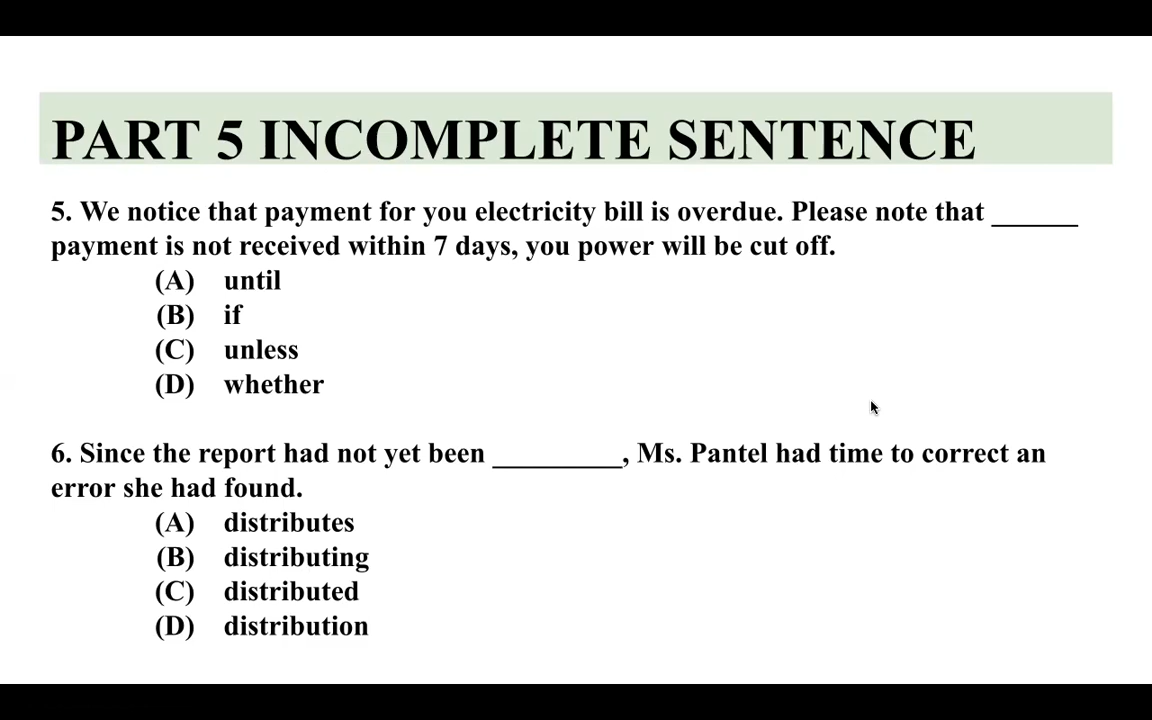 PART 5 INCOMPLETE SENTENCE
5. We notice that payment for you electricity bill is overdue. Please note that ______
payment is not received within 7 days, you power will be cut off.
(A) until
(B) if
(C) unless
(D) whether
6. Since the report had not yet been _________, Ms. Pantel had time to correct an
error she had found.
(A) distributes
(B) distributing
(C) distributed
(D) distribution